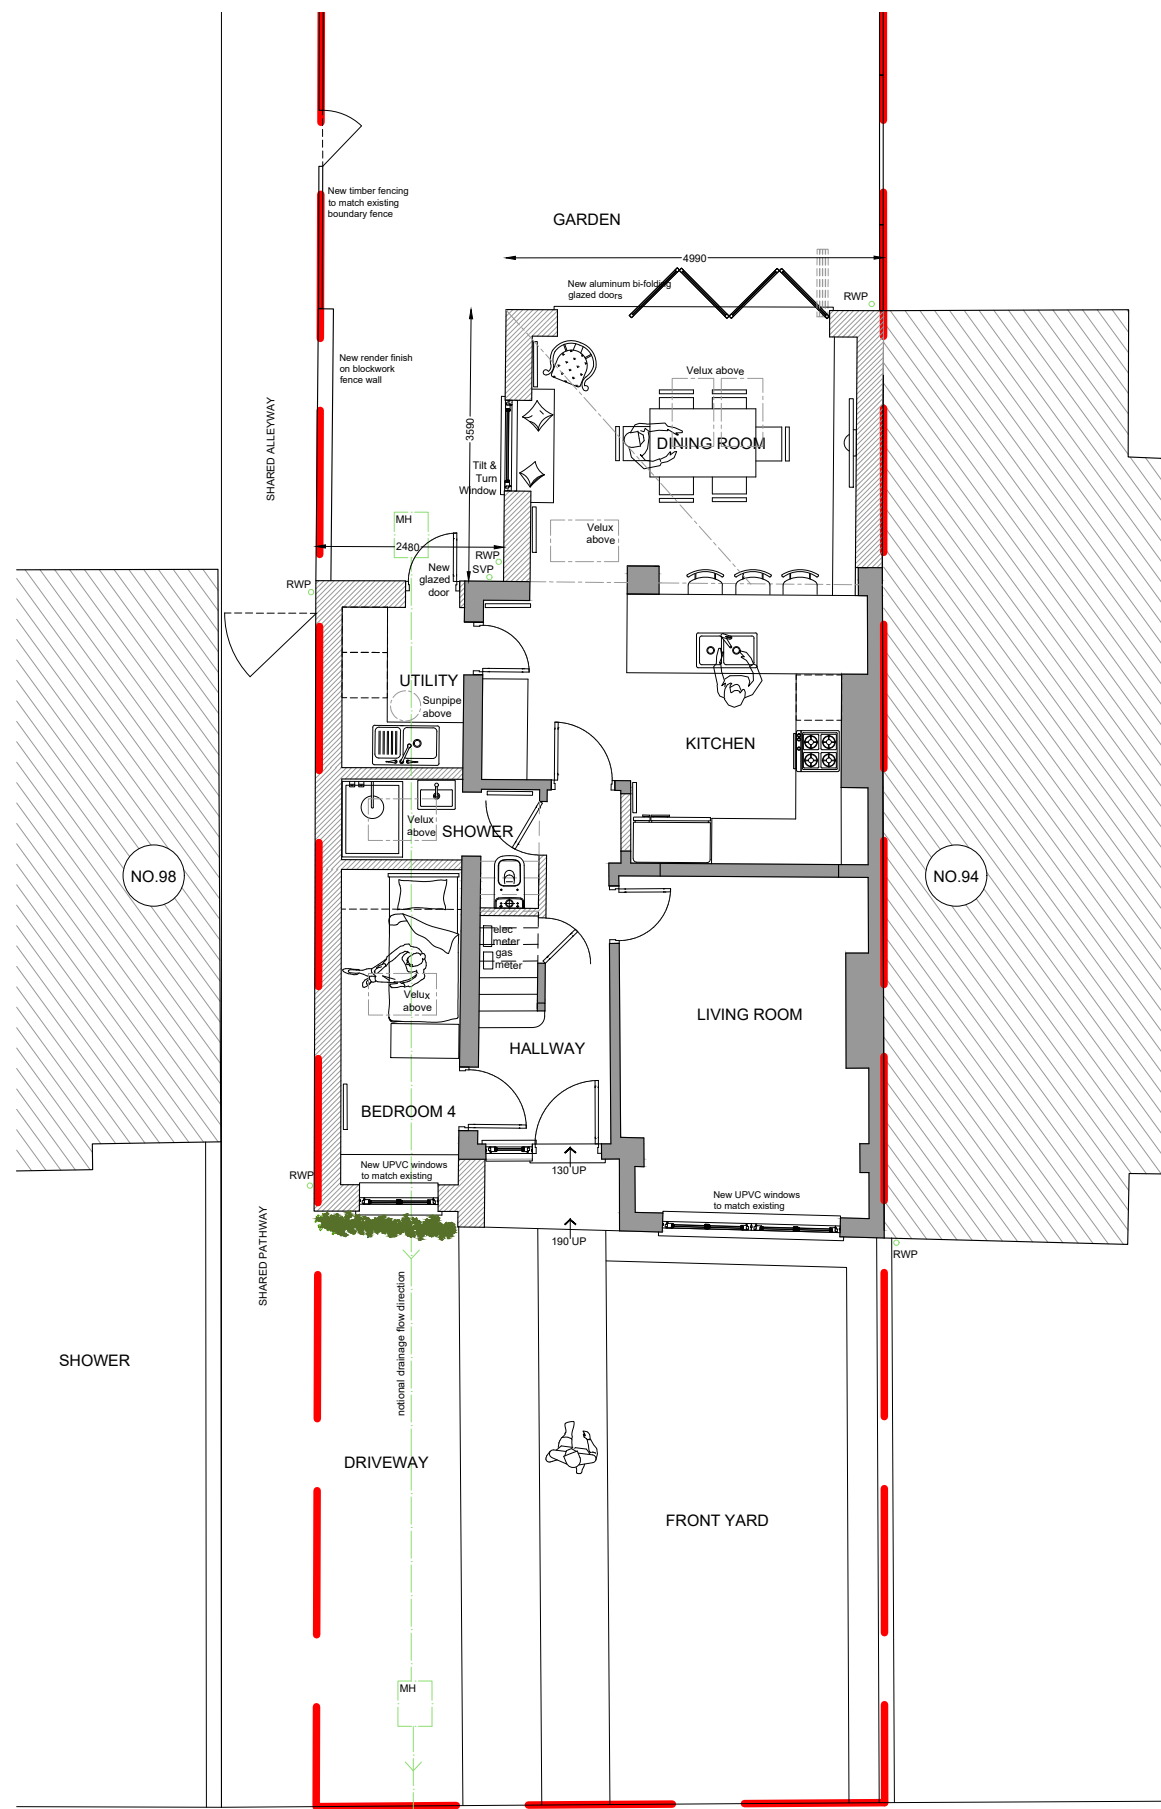 New timber fencing
to match existing
boundary fence
GARDEN
4990
New aluminum bi-folding
glazed doors
RWP
New render finish
on blockwork
fence wall
Velux above
SHARED ALLEYWAY
3590
DINING ROOM
Tilt &
Turn
Window
MH
Velux
above
2480
RWP
SVP
New
glazed
door
RWP
UTILITY
Sunpipe
above
KITCHEN
Velux
above
SHOWER
NO.98
NO.94
elec
meter
gas
meter
Velux
above
LIVING ROOM
HALLWAY
BEDROOM 4
New UPVC windows
to match existing
130 UP
RWP
New UPVC windows
to match existing
190 UP
RWP
SHARED PATHWAY
notional drainage flow direction
SHOWER
DRIVEWAY
FRONT YARD
MH